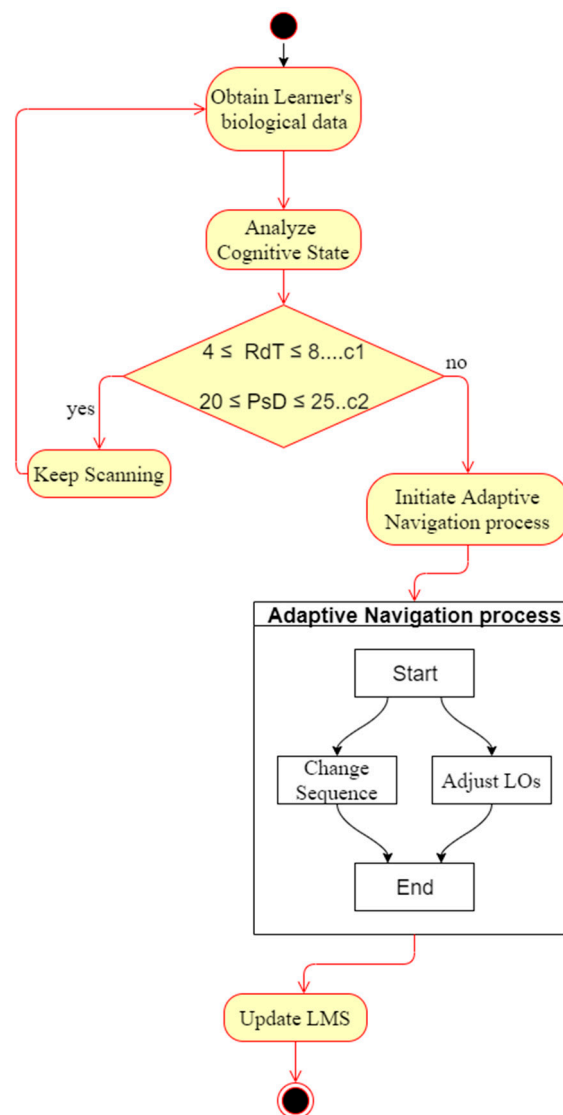 Obtain Learner's
biological data
Analyze
Cognitive State
4 ≤ RdT ≤ 8....c1
20 ≤ PsD ≤ 25..c2
yes
no
Keep Scanning
Initiate Adaptive
Navigation process
Adaptive Navigation process
Start
Change
Sequence
Adjust LOs
End
Update LMS